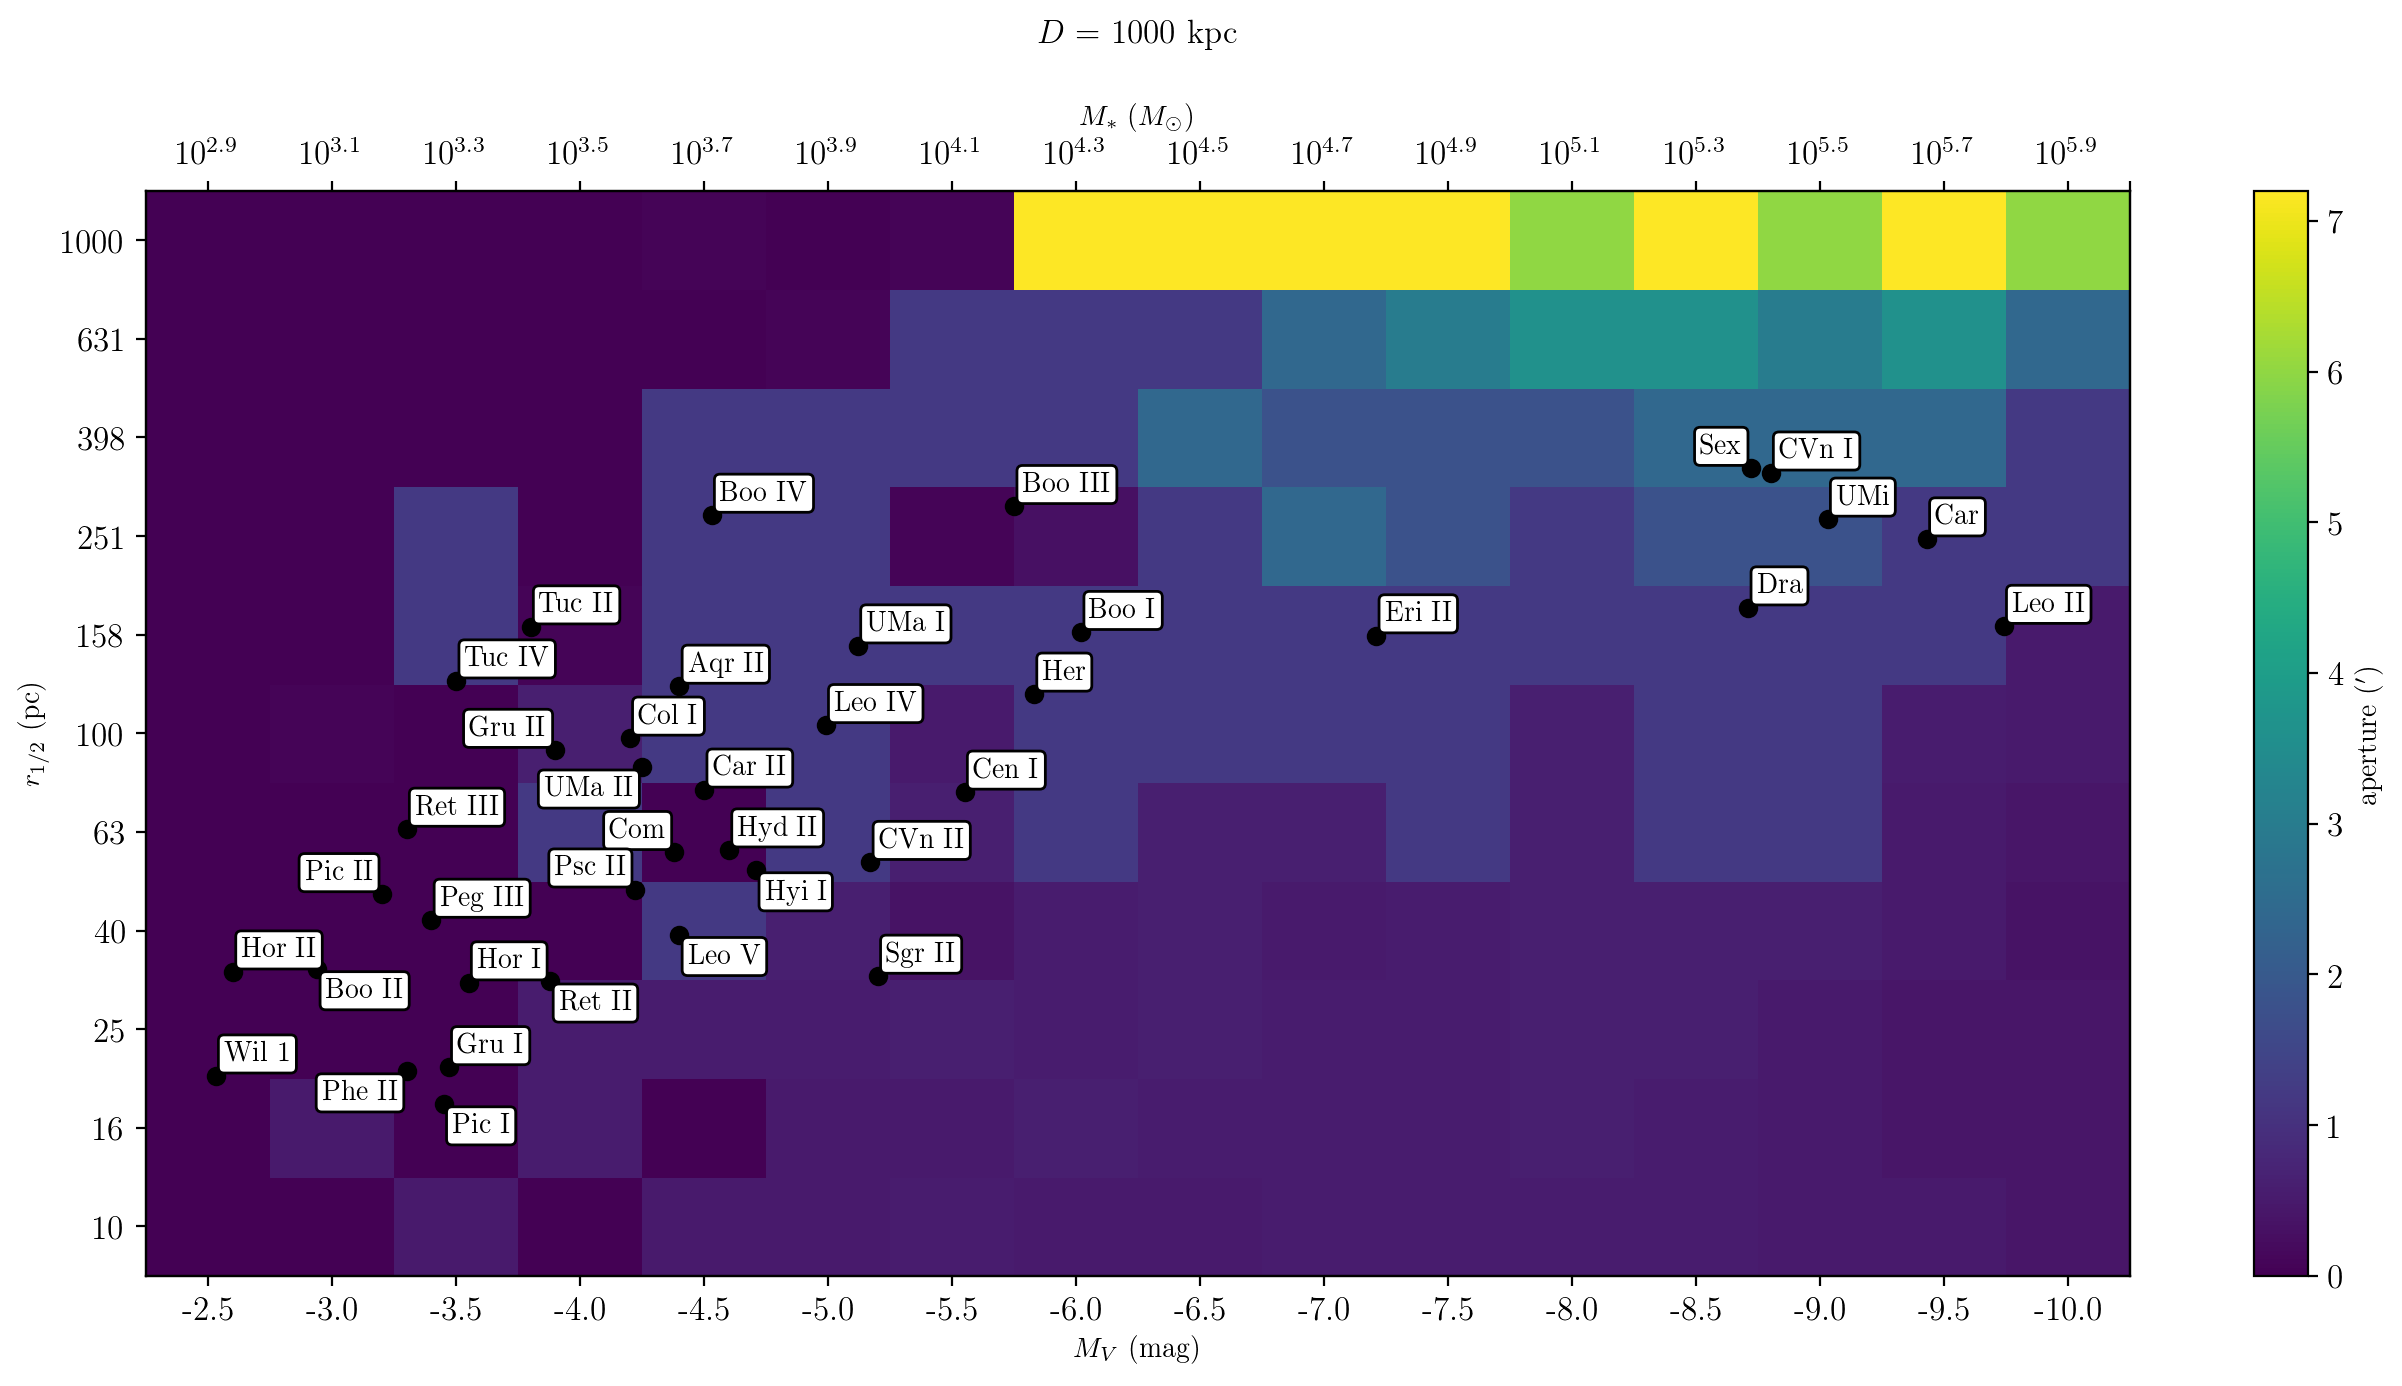 D = 1000 kpc
M* (M⊙)
10^2.9 10^3.1 10^3.3 10^3.5 10^3.7 10^3.9 10^4.1 10^4.3 10^4.5 10^4.7 10^4.9 10^5.1 10^5.3 10^5.5 10^5.7 10^5.9
1000
631
398
251
158
100
63
40
25
16
10
r1/2 (pc)
Sex
CVn I
Boo IV
Boo III
UMi
Car
Tuc II
Dra
Leo II
UMa I
Boo I
Eri II
Tuc IV
Aqr II
Her
Leo IV
Gru II
Col I
UMa II
Car II
Cen I
Ret III
Com
Hyd II
CVn II
Pic II
Psc II
Hyi I
Peg III
Hor II
Boo II
Hor I
Ret II
Leo V
Sgr II
Wil 1
Gru I
Phe II
Pic I
-2.5 -3.0 -3.5 -4.0 -4.5 -5.0 -5.5 -6.0 -6.5 -7.0 -7.5 -8.0 -8.5 -9.0 -9.5 -10.0
MV (mag)
7
6
5
4
3
2
1
0
aperture (′)